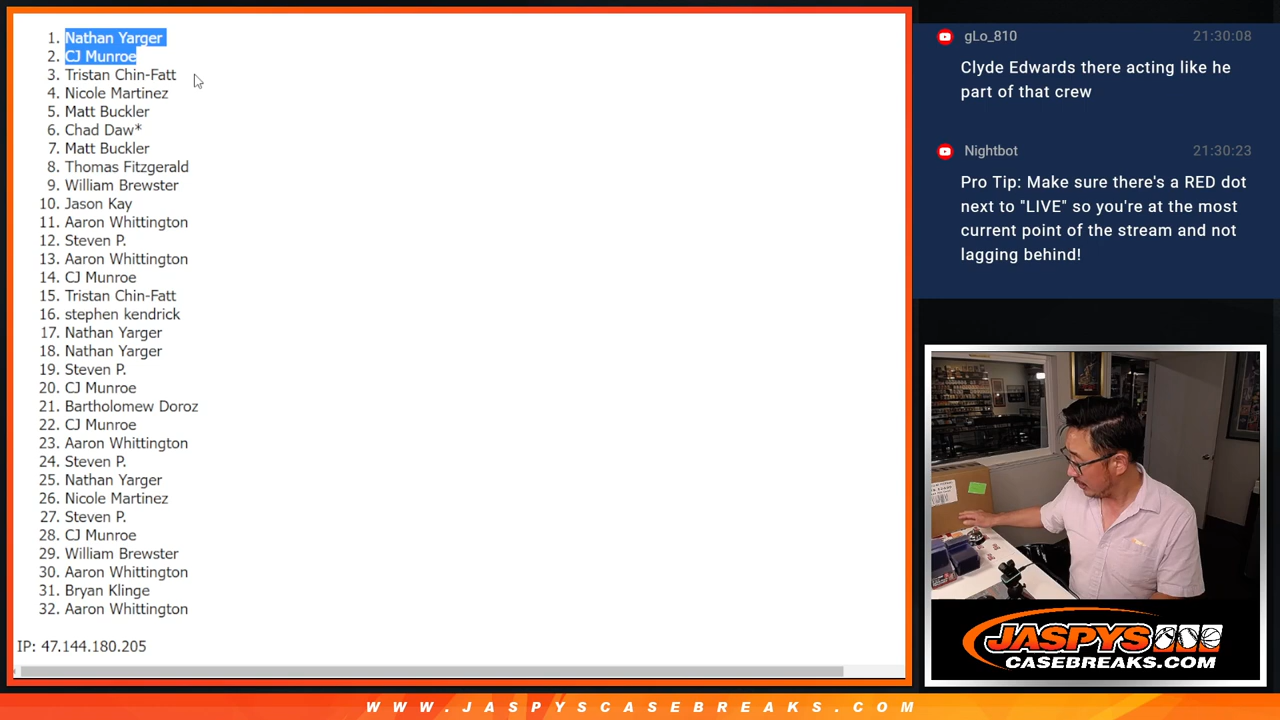 1. Nathan Yarger
2. CJ Munroe
3. Tristan Chin-Fatt
4. Nicole Martinez
5. Matt Buckler
6. Chad Daw*
7. Matt Buckler
8. Thomas Fitzgerald
9. William Brewster
10. Jason Kay
11. Aaron Whittington
12. Steven P.
13. Aaron Whittington
14. CJ Munroe
15. Tristan Chin-Fatt
16. stephen kendrick
17. Nathan Yarger
18. Nathan Yarger
19. Steven P.
20. CJ Munroe
21. Bartholomew Doroz
22. CJ Munroe
23. Aaron Whittington
24. Steven P.
25. Nathan Yarger
26. Nicole Martinez
27. Steven P.
28. CJ Munroe
29. William Brewster
30. Aaron Whittington
31. Bryan Klinge
32. Aaron Whittington
IP: 47.144.180.205
gLo_810 21:30:08
Clyde Edwards there acting like he
part of that crew
Nightbot 21:30:23
Pro Tip: Make sure there's a RED dot
next to "LIVE" so you're at the most
current point of the stream and not
lagging behind!
JASPYS
CASEBREAKS.COM
WWW.JASPYSCASEBREAKS.COM